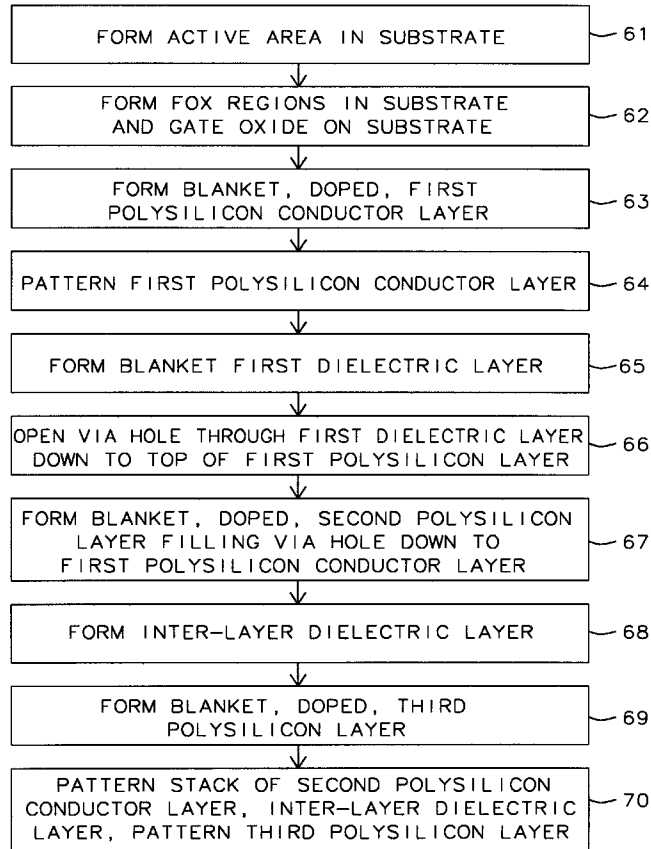 FORM ACTIVE AREA IN SUBSTRATE
61
FORM FOX REGIONS IN SUBSTRATE
AND GATE OXIDE ON SUBSTRATE
62
FORM BLANKET, DOPED, FIRST
POLYSILICON CONDUCTOR LAYER
63
PATTERN FIRST POLYSILICON CONDUCTOR LAYER
64
FORM BLANKET FIRST DIELECTRIC LAYER
65
OPEN VIA HOLE THROUGH FIRST DIELECTRIC LAYER
DOWN TO TOP OF FIRST POLYSILICON LAYER
66
FORM BLANKET, DOPED, SECOND POLYSILICON
LAYER FILLING VIA HOLE DOWN TO
FIRST POLYSILICON CONDUCTOR LAYER
67
FORM INTER-LAYER DIELECTRIC LAYER
68
FORM BLANKET, DOPED, THIRD
POLYSILICON LAYER
69
PATTERN STACK OF SECOND POLYSILICON
CONDUCTOR LAYER, INTER-LAYER DIELECTRIC
LAYER, PATTERN THIRD POLYSILICON LAYER
70